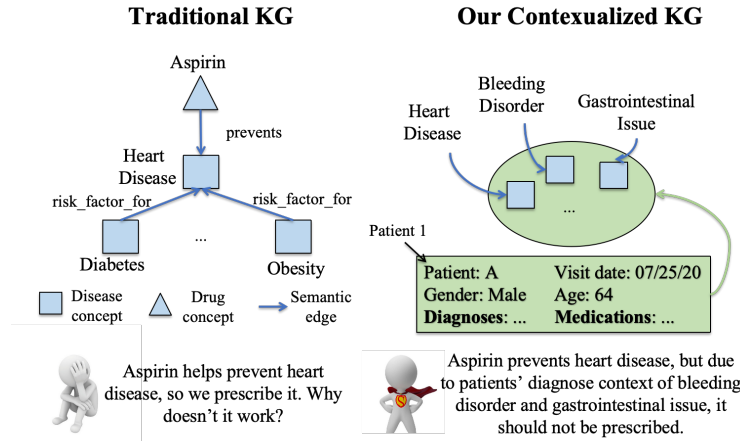 Traditional KG
Aspirin
prevents
Heart
Disease
risk_factor_for
risk_factor_for
...
Diabetes
Obesity
Disease
concept
Drug
concept
Semantic
edge
Aspirin helps prevent heart
disease, so we prescribe it. Why
doesn't it work?
Our Contexualized KG
Heart
Disease
Bleeding
Disorder
Gastrointestinal
Issue
...
Patient 1
Patient: A Visit date: 07/25/20
Gender: Male Age: 64
Diagnoses: ... Medications: ...
Aspirin prevents heart disease, but due
to patients' diagnose context of bleeding
disorder and gastrointestinal issue, it
should not be prescribed.